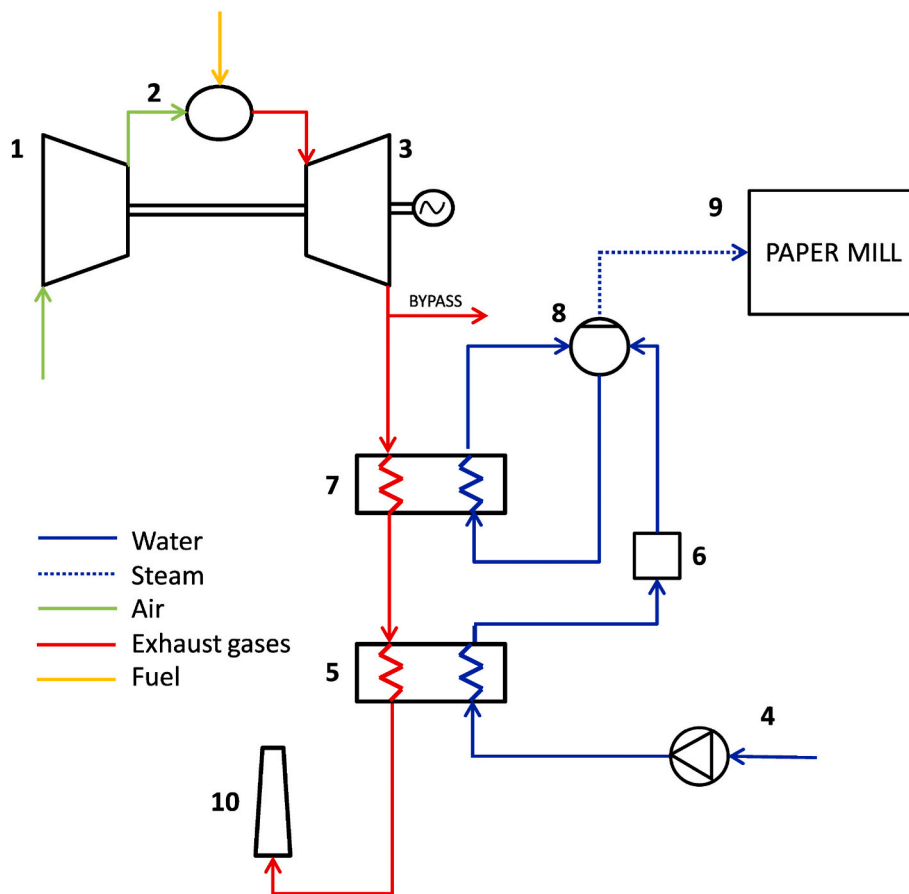 2
1
3
9
PAPER MILL
BYPASS
8
7
Water
6
Steam
Air
Exhaust gases
5
Fuel
4
10